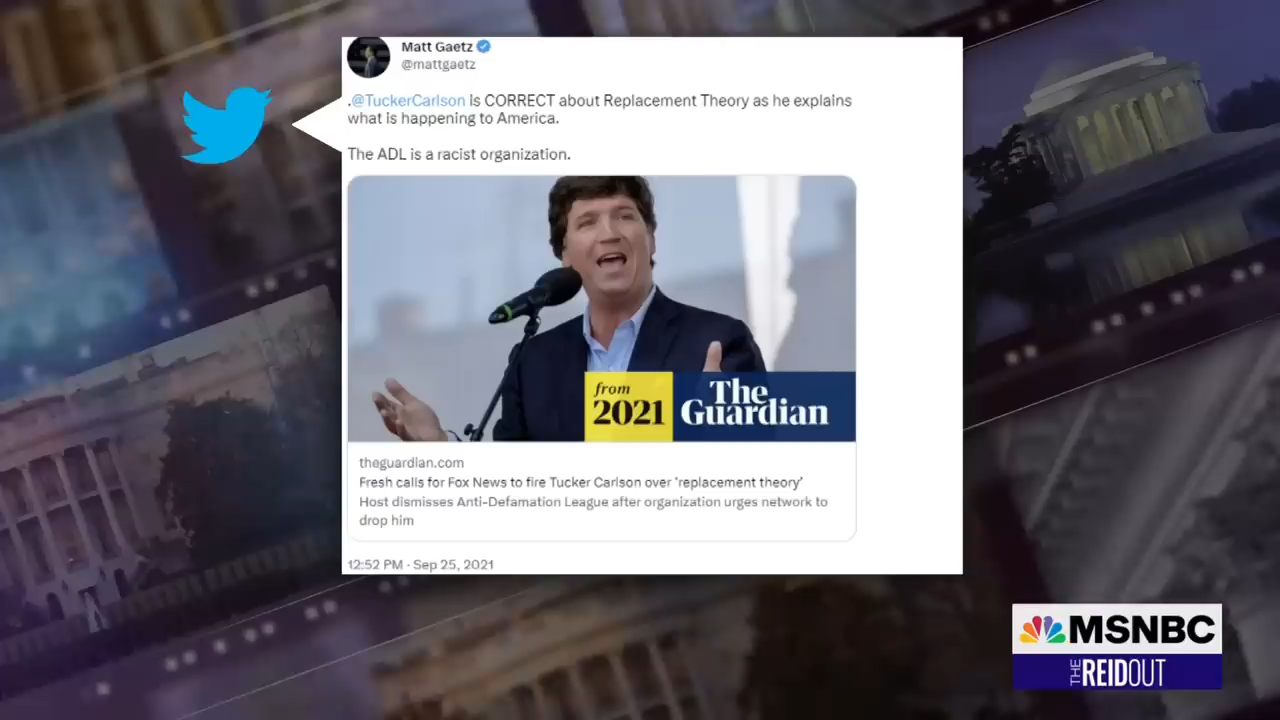 Matt Gaetz
@mattgaetz
.@TuckerCarlson is CORRECT about Replacement Theory as he explains
what is happening to America.
The ADL is a racist organization.
from
2021
The
Guardian
theguardian.com
Fresh calls for Fox News to fire Tucker Carlson over ‘replacement theory’
Host dismisses Anti-Defamation League after organization urges network to
drop him
12:52 PM · Sep 25, 2021
MSNBC
THE REIDOUT